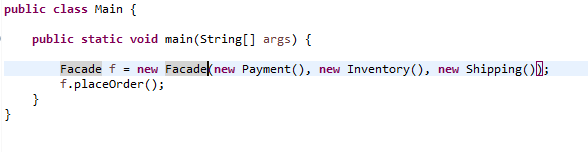 public class Main {
public static void main(String[] args) {
Facade f = new Facade(new Payment(), new Inventory(), new Shipping());
f.placeOrder();
}
}